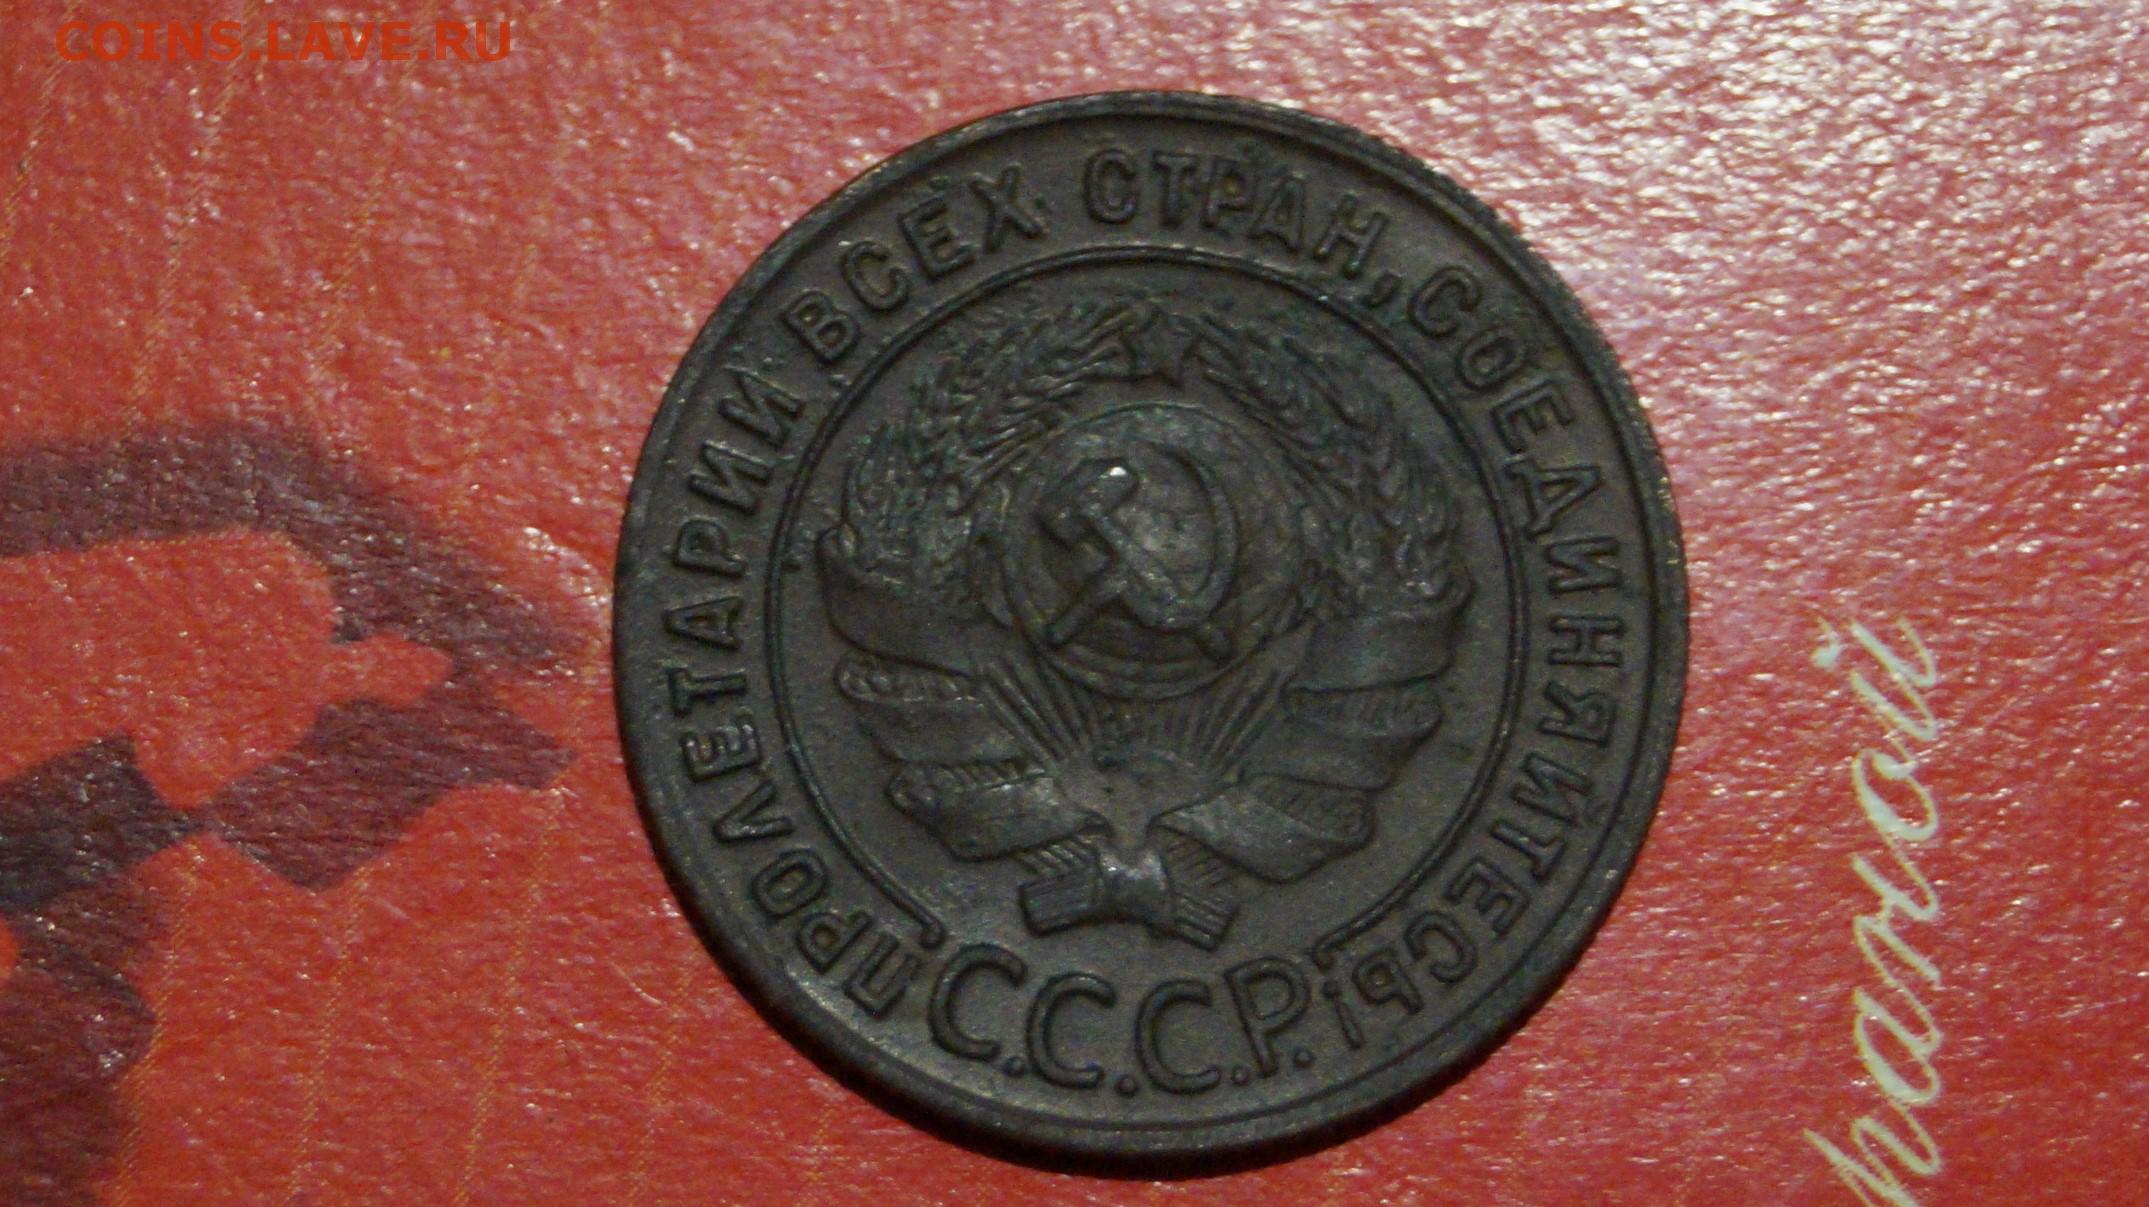 COINS.LAVE.RU
ПРОЛЕТАРИИ ВСЕХ СТРАН, СОЕДИНЯЙТЕСЬ!
С.С.С.Р.